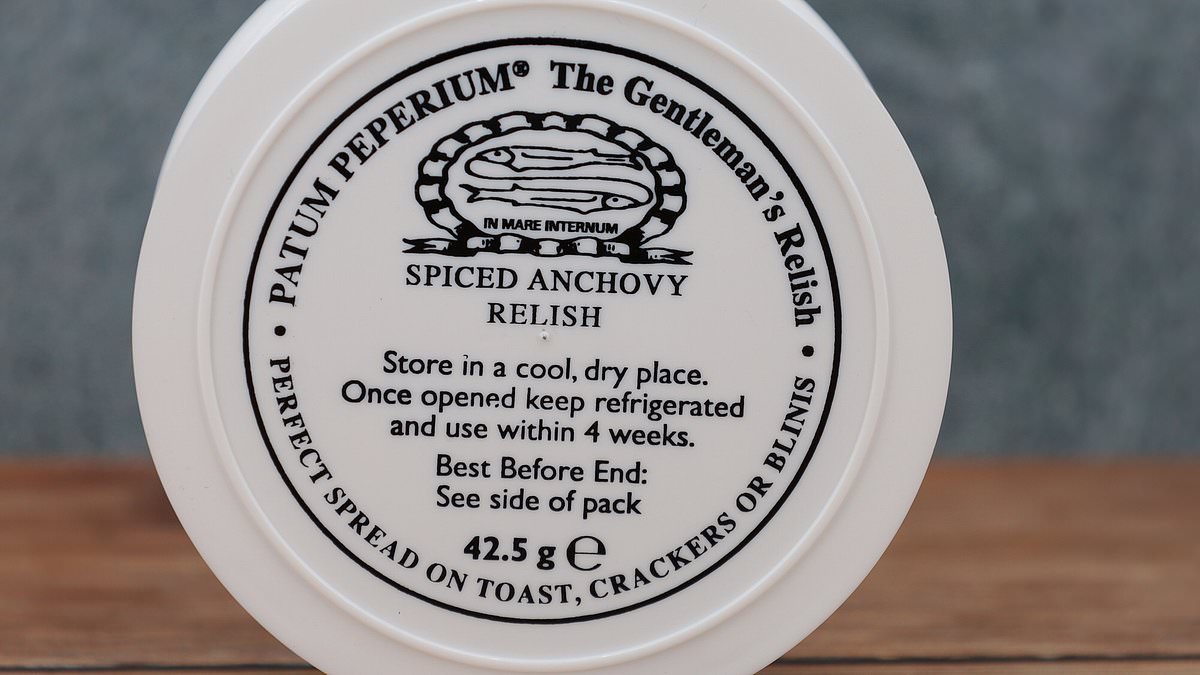 PATUM PEPERIUM® The Gentleman's Relish
IN MARE INTERNUM
SPICED ANCHOVY
RELISH
Store in a cool, dry place.
Once opened keep refrigerated
and use within 4 weeks.
Best Before End:
See side of pack
42.5 g ℮
• PERFECT SPREAD ON TOAST, CRACKERS OR BLINIS •